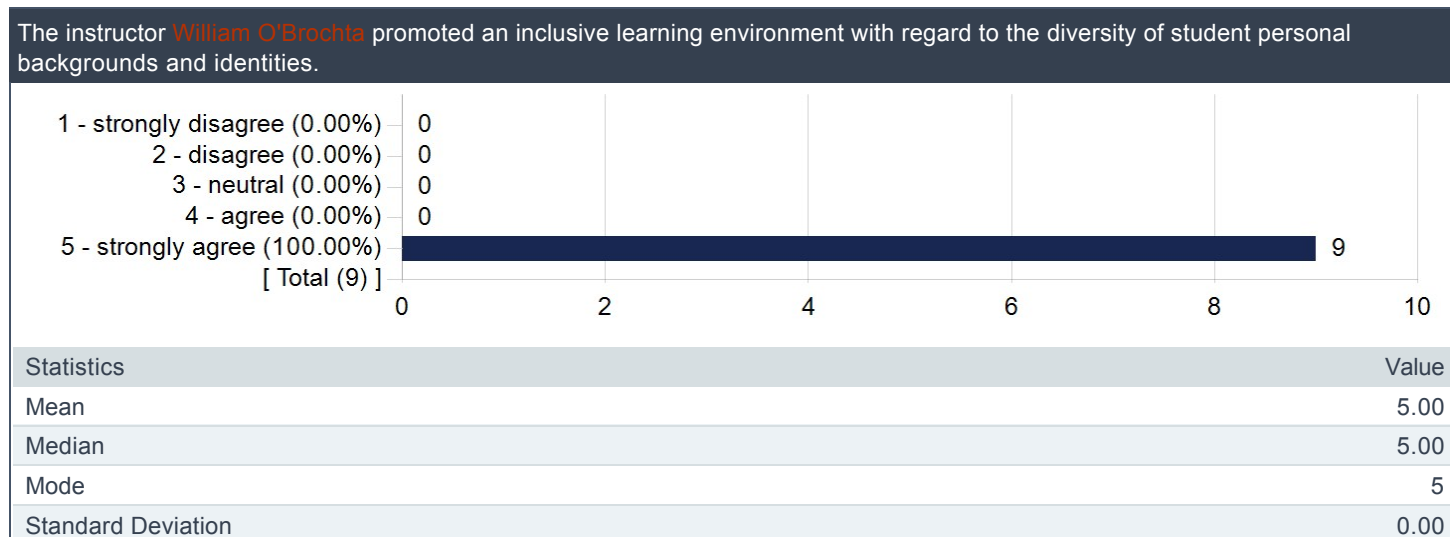 The instructor William O'Brochta promoted an inclusive learning environment with regard to the diversity of student personal
backgrounds and identities.
1 - strongly disagree (0.00%) 0
2 - disagree (0.00%) 0
3 - neutral (0.00%) 0
4 - agree (0.00%) 0
5 - strongly agree (100.00%) 9
[ Total (9) ]
0 2 4 6 8 10
Statistics Value
Mean 5.00
Median 5.00
Mode 5
Standard Deviation 0.00